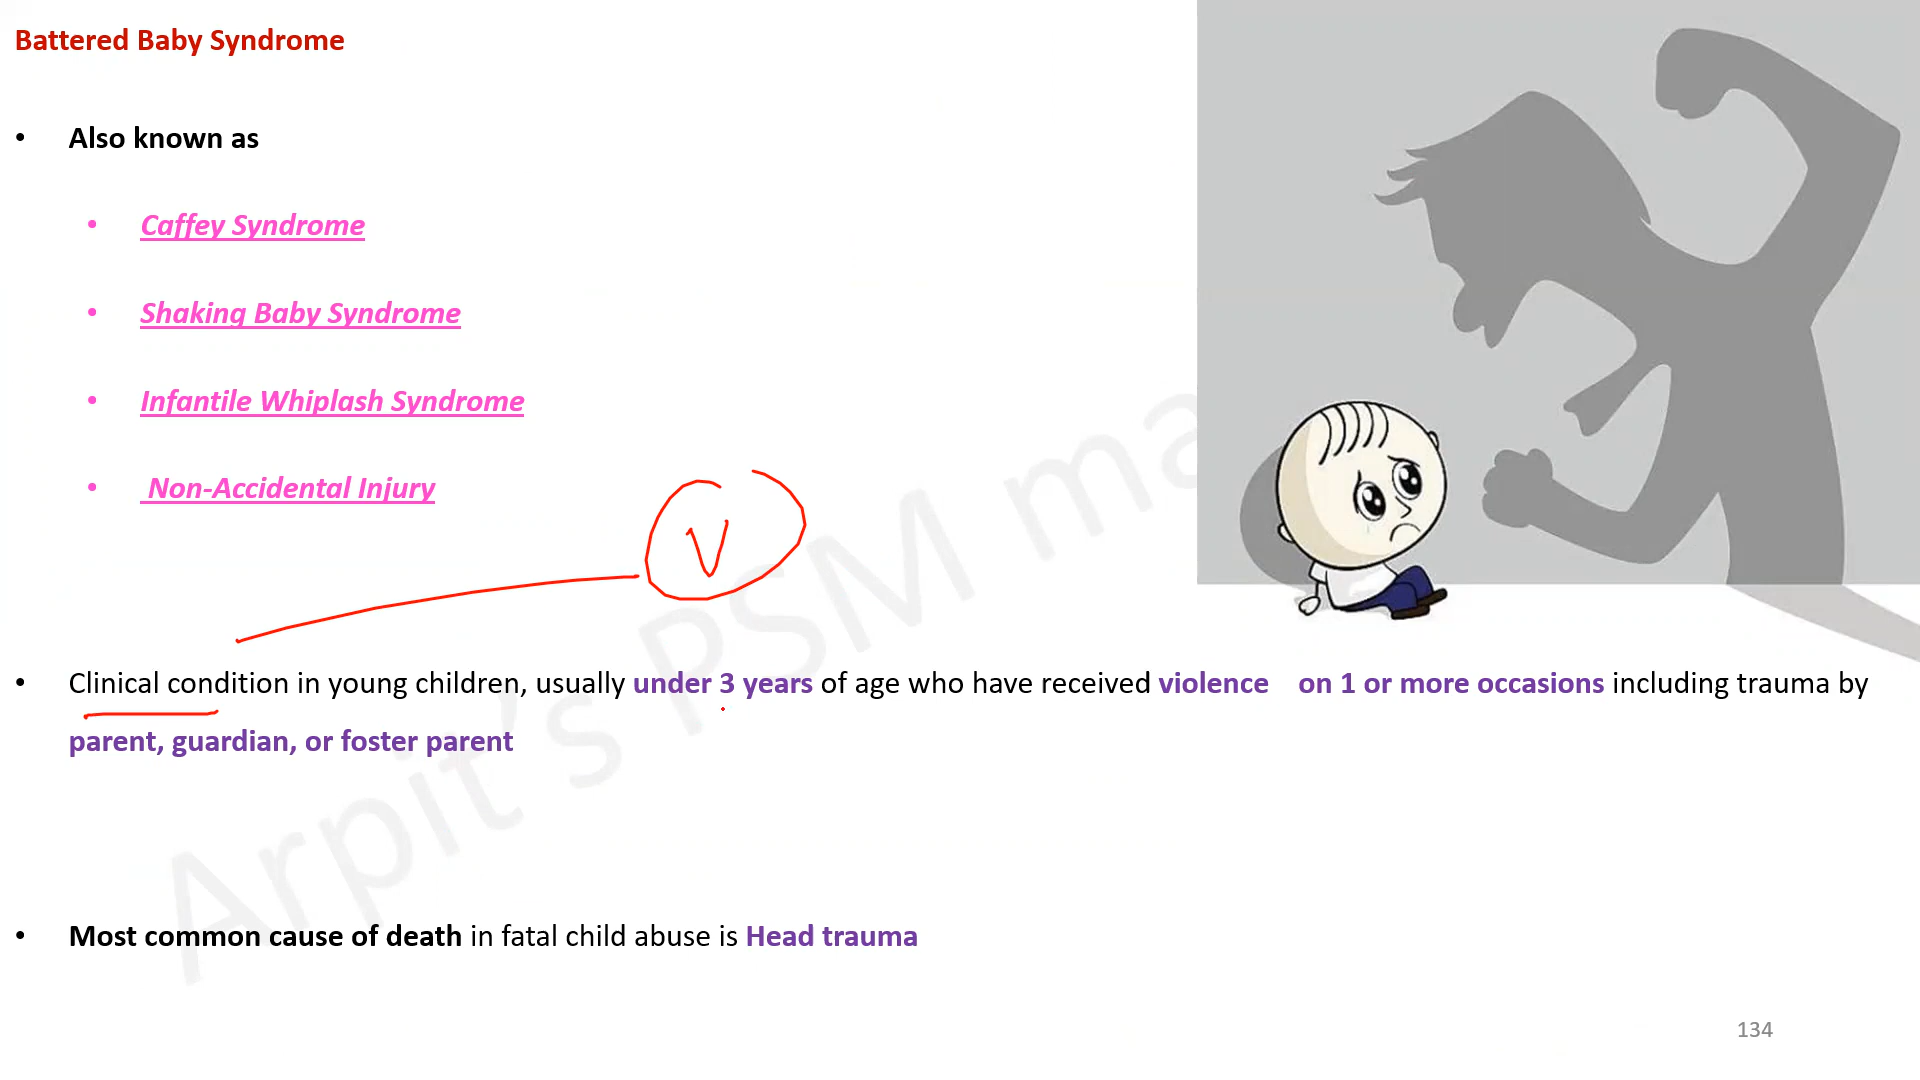 Battered Baby Syndrome
• Also known as
• Caffey Syndrome
• Shaking Baby Syndrome
• Infantile Whiplash Syndrome
• Non-Accidental Injury
V
• Clinical condition in young children, usually under 3 years of age who have received violence on 1 or more occasions including trauma by
parent, guardian, or foster parent
• Most common cause of death in fatal child abuse is Head trauma
Arpit's PSM ma
134